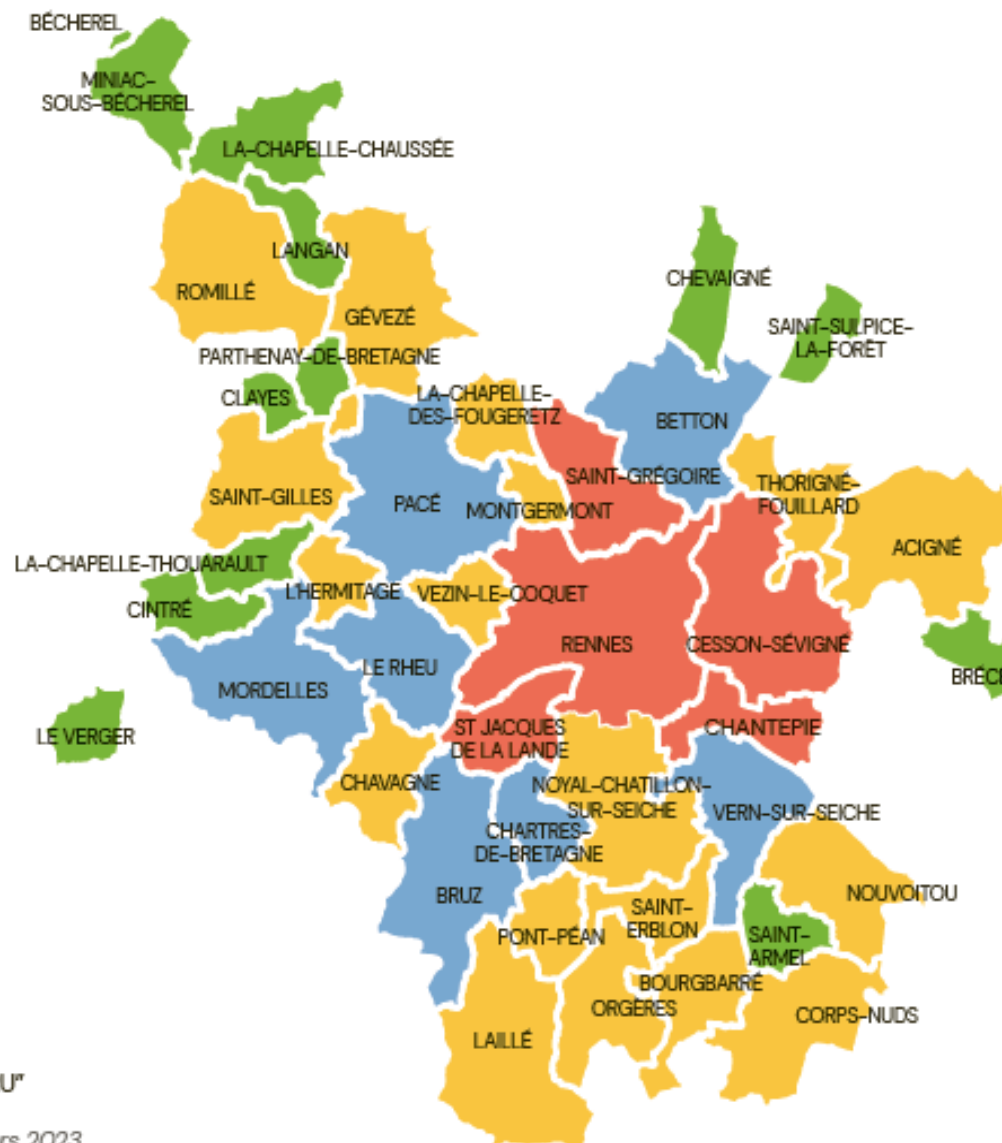 BÉCHEREL
MINIAC-
SOUS-BÉCHEREL
LA-CHAPELLE-CHAUSSÉE
LANGAN
ROMILLÉ
GÉVEZÉ
CHEVAIGNÉ
SAINT-SULPICE-
LA-FORÊT
PARTHENAY-DE-BRETAGNE
CLAYES
LA-CHAPELLE-
DES-FOUGERETZ
BETTON
SAINT-GRÉGOIRE
THORIGNÉ-
FOUILLARD
SAINT-GILLES
PACÉ
MONTGERMONT
ACIGNÉ
LA-CHAPELLE-THOUARAULT
L'HERMITAGE
VEZIN-LE-COQUET
CINTRÉ
RENNES
CESSON-SÉVIGNÉ
LE RHEU
BRÉCÉ
MORDELLES
LE VERGER
ST JACQUES
DE LA LANDE
CHANTEPIE
CHAVAGNE
NOYAL-CHATILLON-
SUR-SEICHE
VERN-SUR-SEICHE
CHARTRES-
DE-BRETAGNE
BRUZ
NOUVOITOU
SAINT-
ERBLON
PONT-PÉAN
SAINT-
ARMEL
BOURGBARRÉ
ORGÈRES
CORPS-NUDS
LAILLÉ
U"
rs 2023